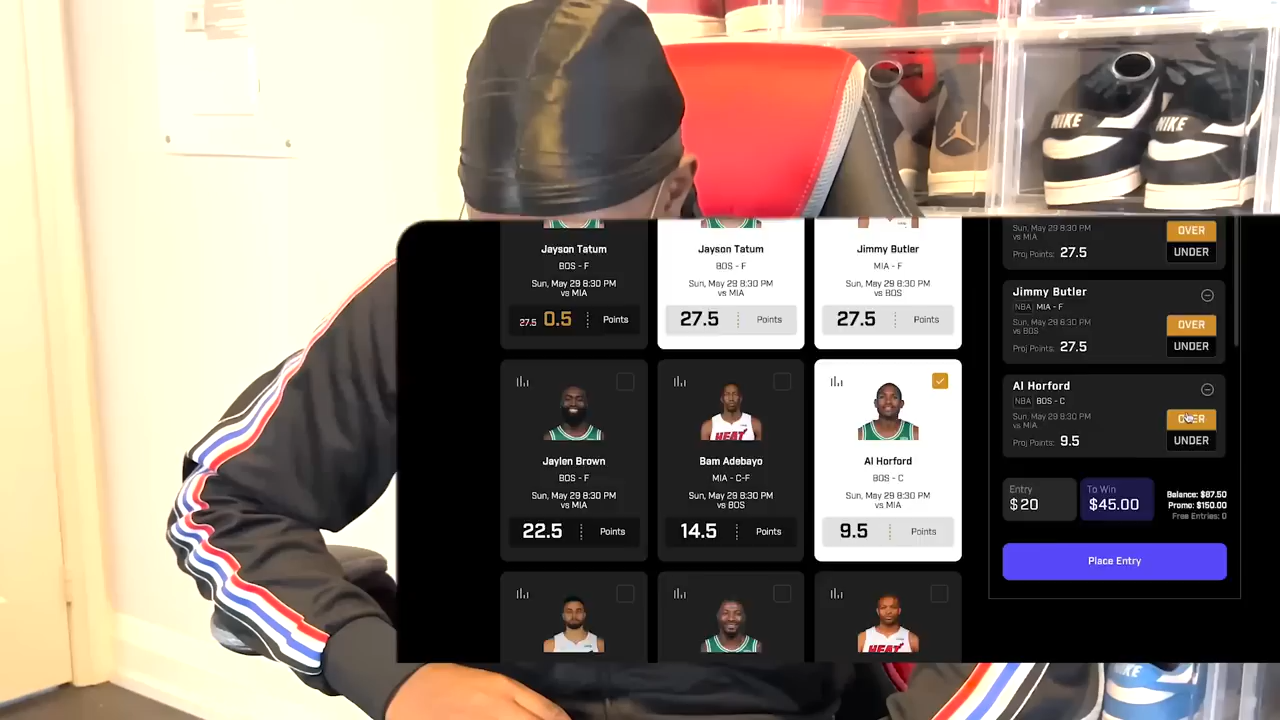 NIKE
NIKE
Jayson Tatum
BOS - F
Sun, May 29 8:30 PM
vs MIA
27.5 0.5 Points
Jayson Tatum
BOS - F
Sun, May 29 8:30 PM
vs MIA
27.5 Points
Jimmy Butler
MIA - F
Sun, May 29 8:30 PM
vs BOS
27.5 Points
Jaylen Brown
BOS - F
Sun, May 29 8:30 PM
vs MIA
22.5 Points
Bam Adebayo
MIA - C-F
Sun, May 29 8:30 PM
vs BOS
14.5 Points
Al Horford
BOS - C
Sun, May 29 8:30 PM
vs MIA
9.5 Points
HEAT
HEAT
Sun, May 29 8:30 PM
vs MIA
Proj Points: 27.5
OVER
UNDER
Jimmy Butler
NBA MIA - F
Sun, May 29 8:30 PM
vs BOS
Proj Points: 27.5
OVER
UNDER
Al Horford
NBA BOS - C
Sun, May 29 8:30 PM
vs MIA
Proj Points: 9.5
OVER
UNDER
Entry
$20
To Win
$45.00
Balance: $87.50
Promo: $150.00
Free Entries: 0
Place Entry
NIKE